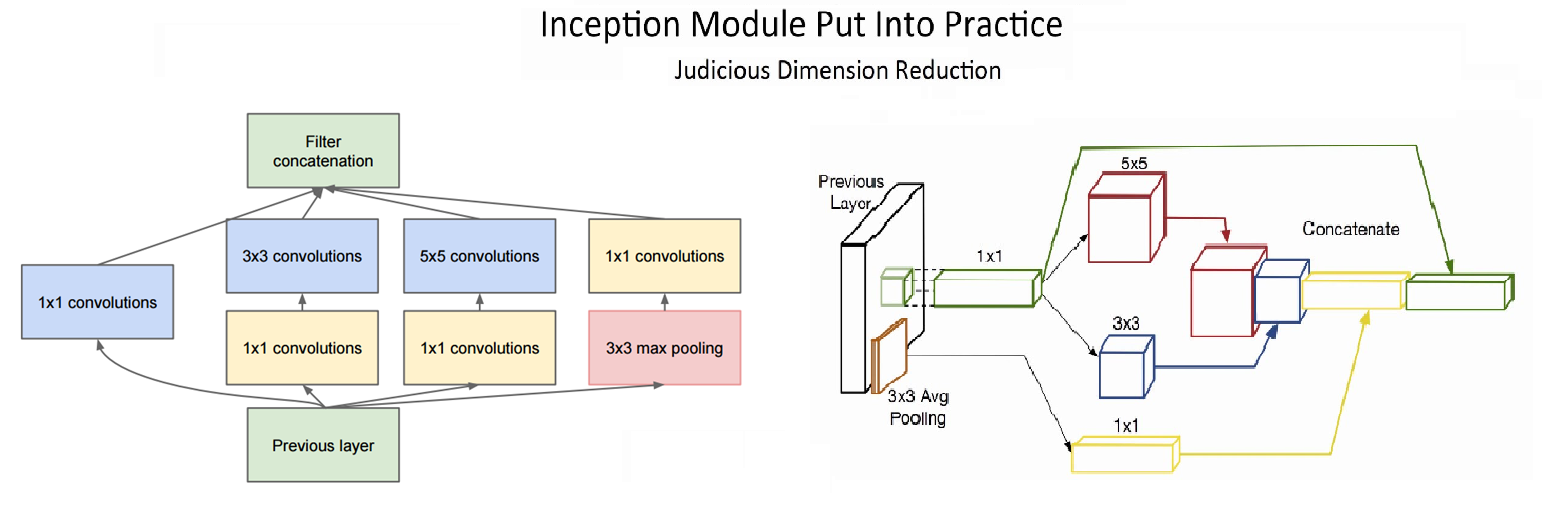 Inception Module Put Into Practice
Judicious Dimension Reduction
Filter
concatenation
3x3 convolutions
5x5 convolutions
1x1 convolutions
1x1 convolutions
1x1 convolutions
1x1 convolutions
3x3 max pooling
Previous layer
Previous
Layer
5x5
1x1
Concatenate
3x3
3x3 Avg
Pooling
1x1